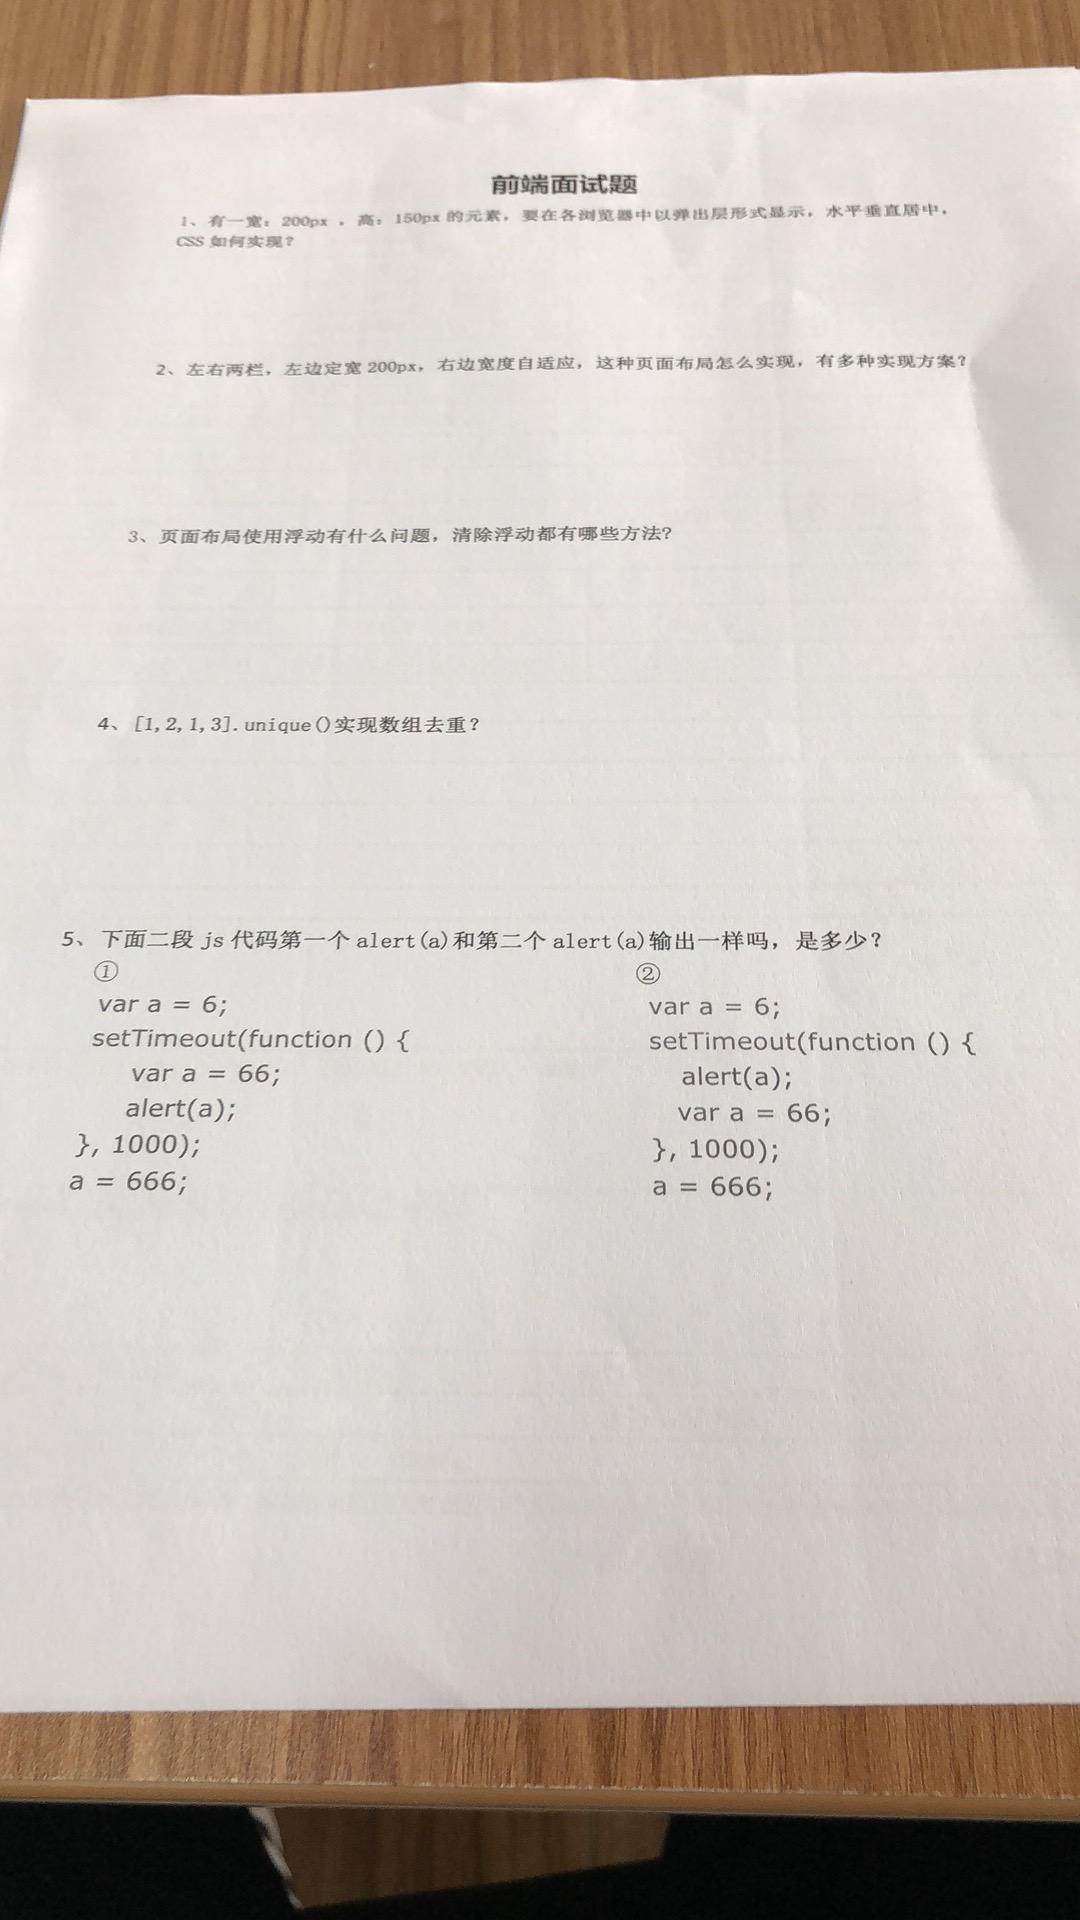 前端面试题
1、有一宽：200px ，高：150px 的元素，要在各浏览器中以弹出层形式显示，水平垂直居中，
CSS 如何实现？
2、左右两栏，左边定宽 200px，右边宽度自适应，这种页面布局怎么实现，有多种实现方案？
3、页面布局使用浮动有什么问题，清除浮动都有哪些方法?
4、[1,2,1,3].unique()实现数组去重？
5、下面二段 js 代码第一个 alert(a)和第二个 alert(a)输出一样吗，是多少？
①
var a = 6;
setTimeout(function () {
var a = 66;
alert(a);
}, 1000);
a = 666;
②
var a = 6;
setTimeout(function () {
alert(a);
var a = 66;
}, 1000);
a = 666;